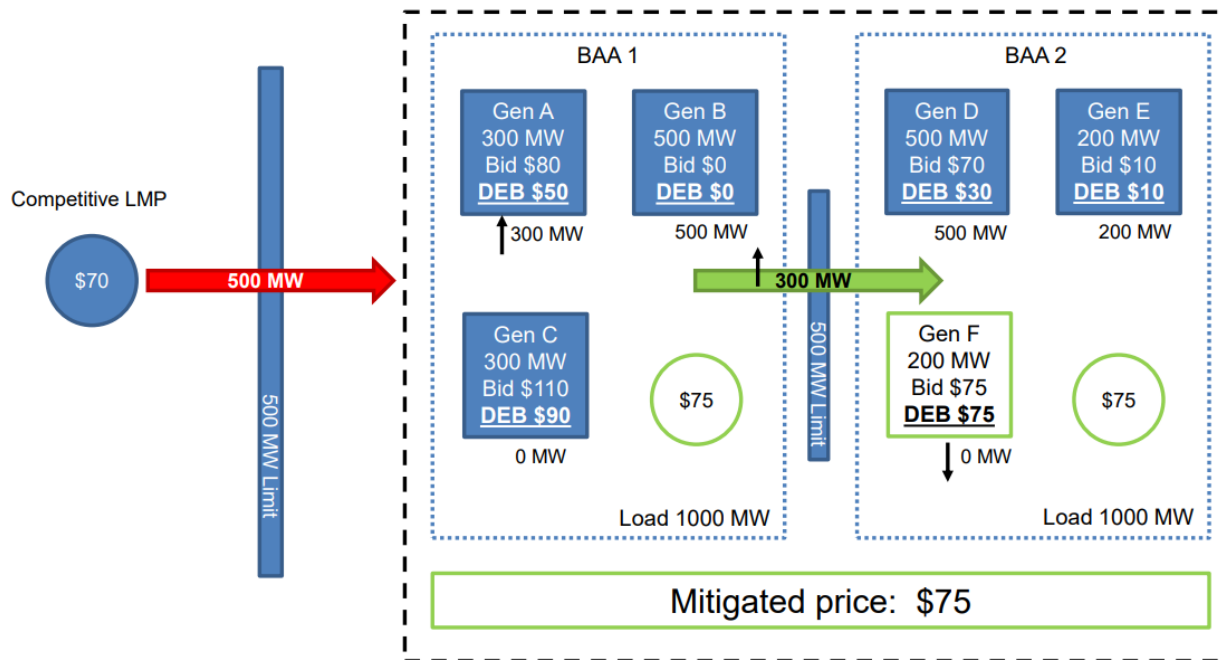 Competitive LMP
$70
500 MW
500 MW Limit
BAA 1
Gen A
300 MW
Bid $80
DEB $50
300 MW
Gen B
500 MW
Bid $0
DEB $0
500 MW
Gen C
300 MW
Bid $110
DEB $90
0 MW
$75
Load 1000 MW
300 MW
500 MW Limit
BAA 2
Gen D
500 MW
Bid $70
DEB $30
500 MW
Gen E
200 MW
Bid $10
DEB $10
200 MW
Gen F
200 MW
Bid $75
DEB $75
0 MW
$75
Load 1000 MW
Mitigated price: $75